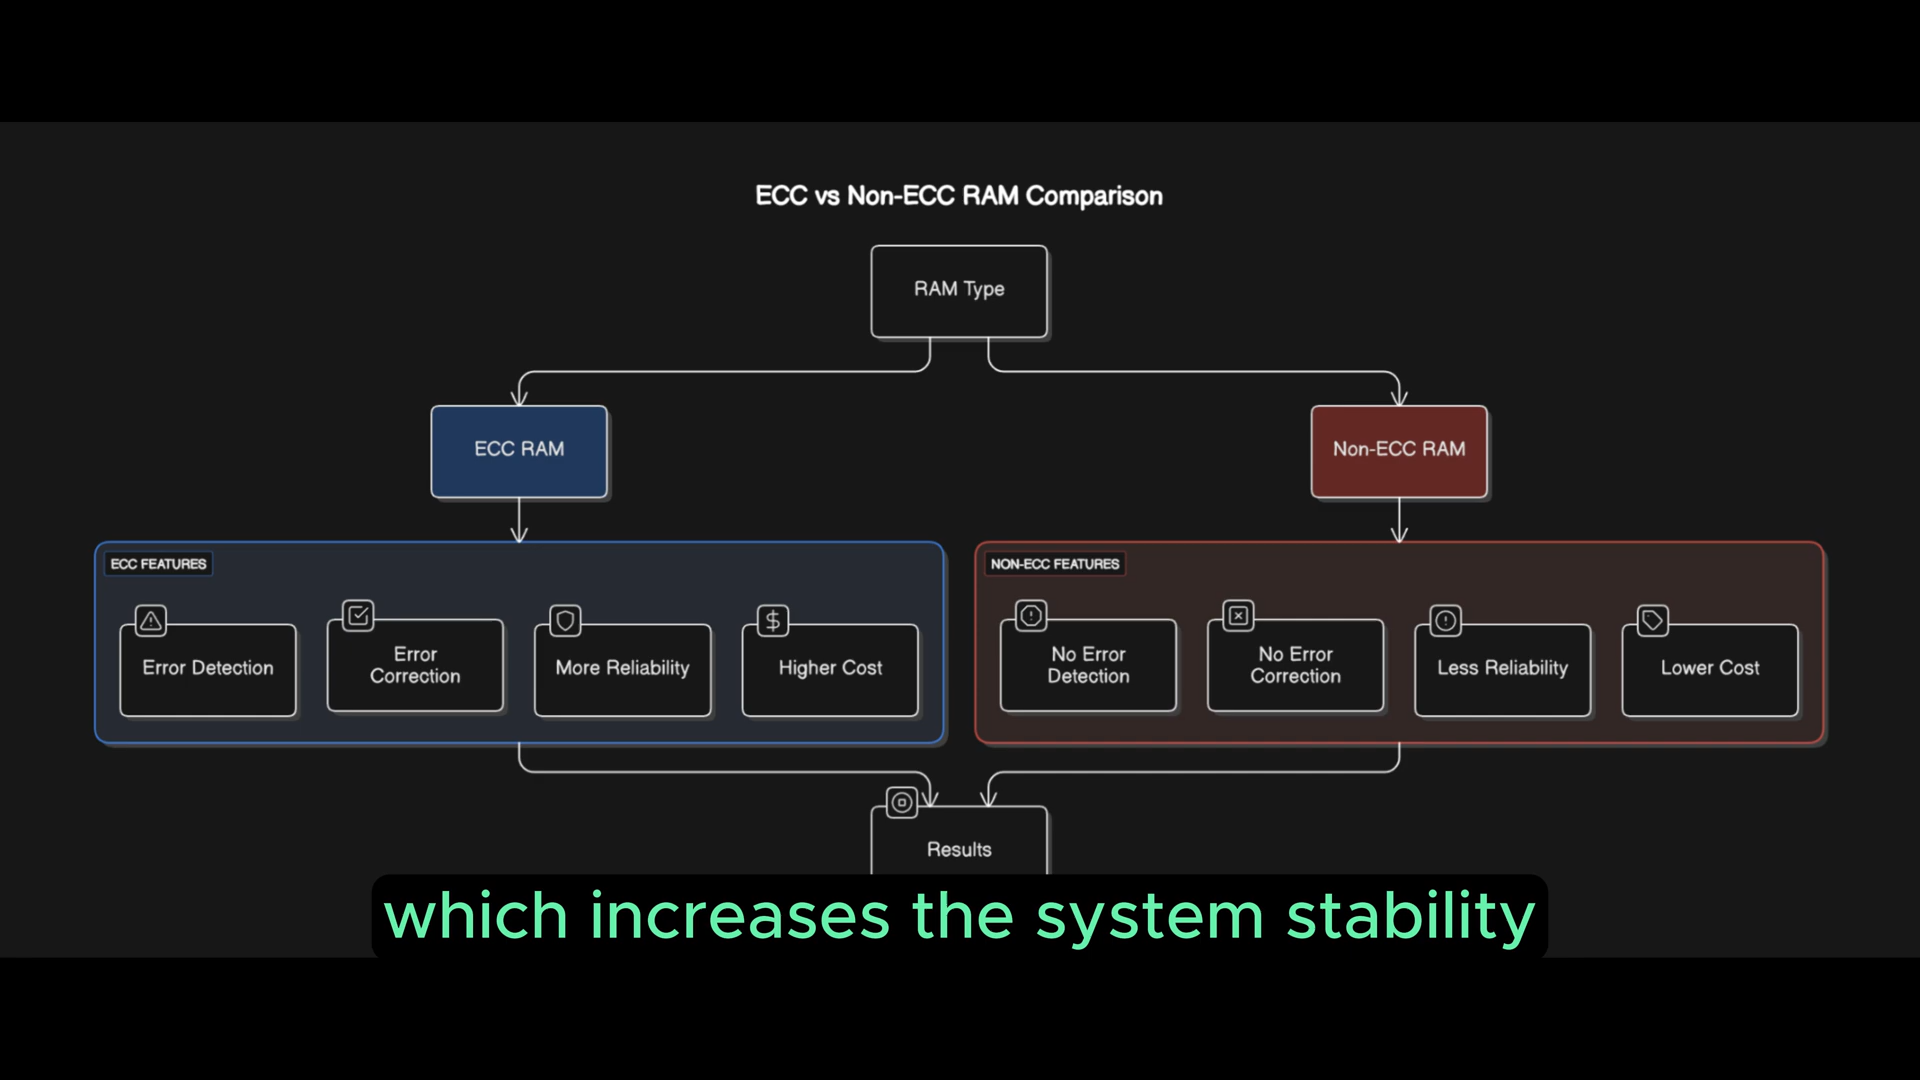 ECC vs Non-ECC RAM Comparison
RAM Type
ECC RAM
Non-ECC RAM
ECC FEATURES
Error Detection
Error
Correction
More Reliability
Higher Cost
NON-ECC FEATURES
No Error
Detection
No Error
Correction
Less Reliability
Lower Cost
Results
which increases the system stability